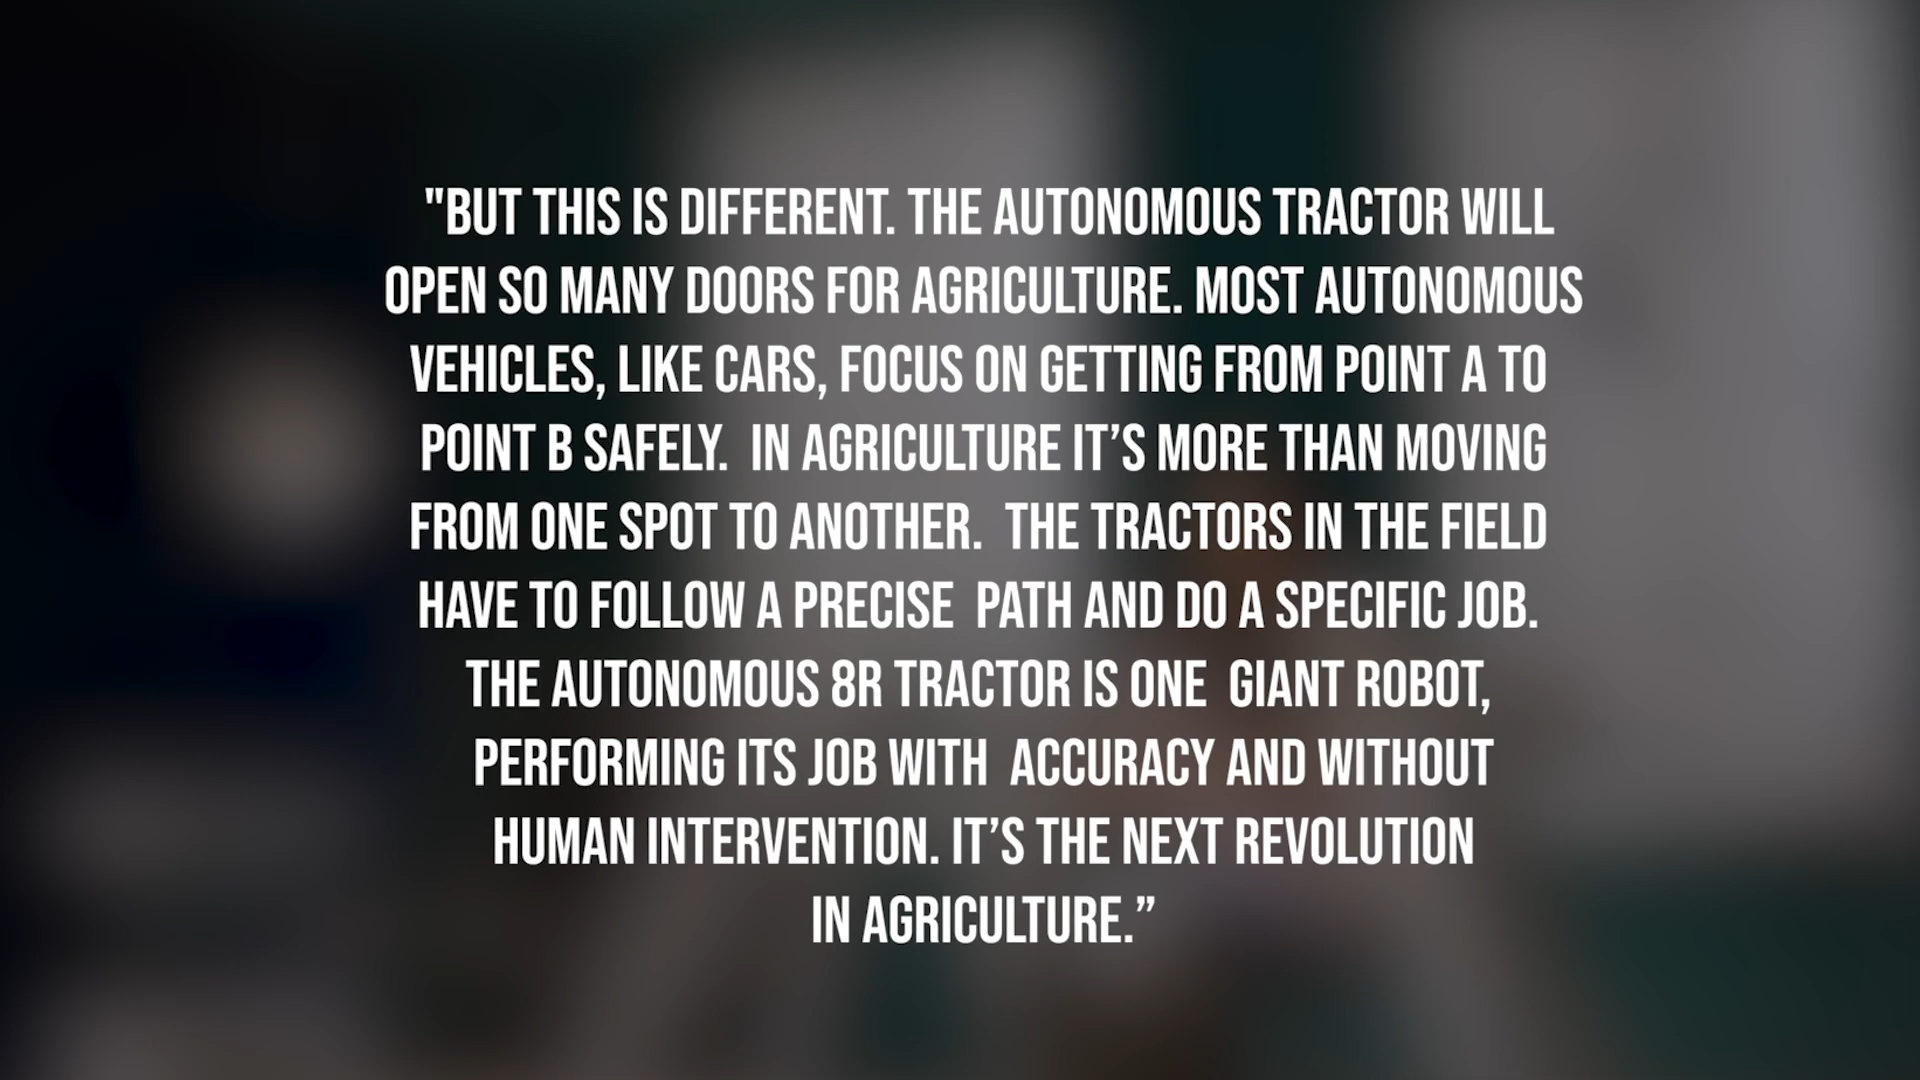 "BUT THIS IS DIFFERENT. THE AUTONOMOUS TRACTOR WILL
OPEN SO MANY DOORS FOR AGRICULTURE. MOST AUTONOMOUS
VEHICLES, LIKE CARS, FOCUS ON GETTING FROM POINT A TO
POINT B SAFELY.  IN AGRICULTURE IT’S MORE THAN MOVING
FROM ONE SPOT TO ANOTHER.  THE TRACTORS IN THE FIELD
HAVE TO FOLLOW A PRECISE  PATH AND DO A SPECIFIC JOB.
THE AUTONOMOUS 8R TRACTOR IS ONE  GIANT ROBOT,
PERFORMING ITS JOB WITH  ACCURACY AND WITHOUT
HUMAN INTERVENTION. IT’S THE NEXT REVOLUTION
IN AGRICULTURE.”